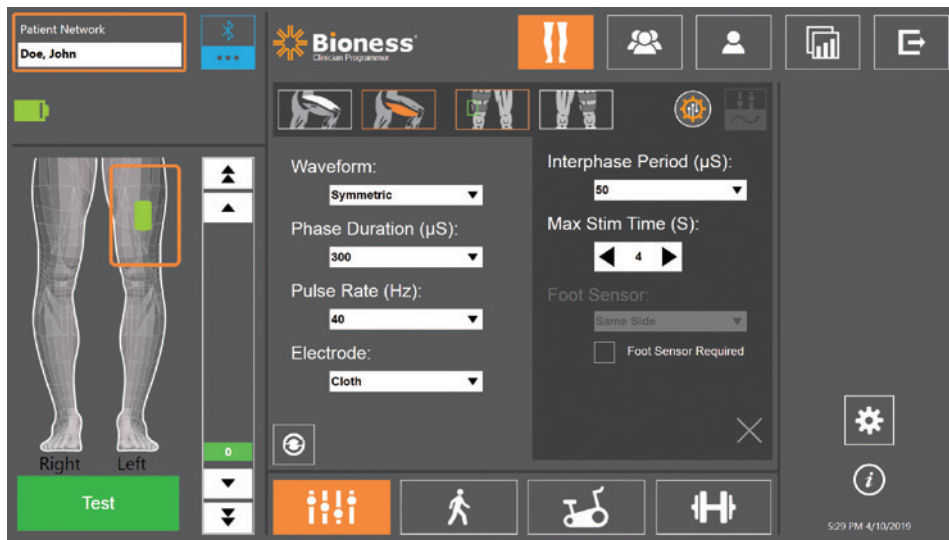 Patient Network
Doe, John
Bioness
Clinician Programmer
Waveform:
Symmetric
Phase Duration (µS):
300
Pulse Rate (Hz):
40
Electrode:
Cloth
Interphase Period (µS):
50
Max Stim Time (S):
4
Foot Sensor:
Same Side
Foot Sensor Required
Right Left
0
Test
i
5:29 PM 4/10/2019